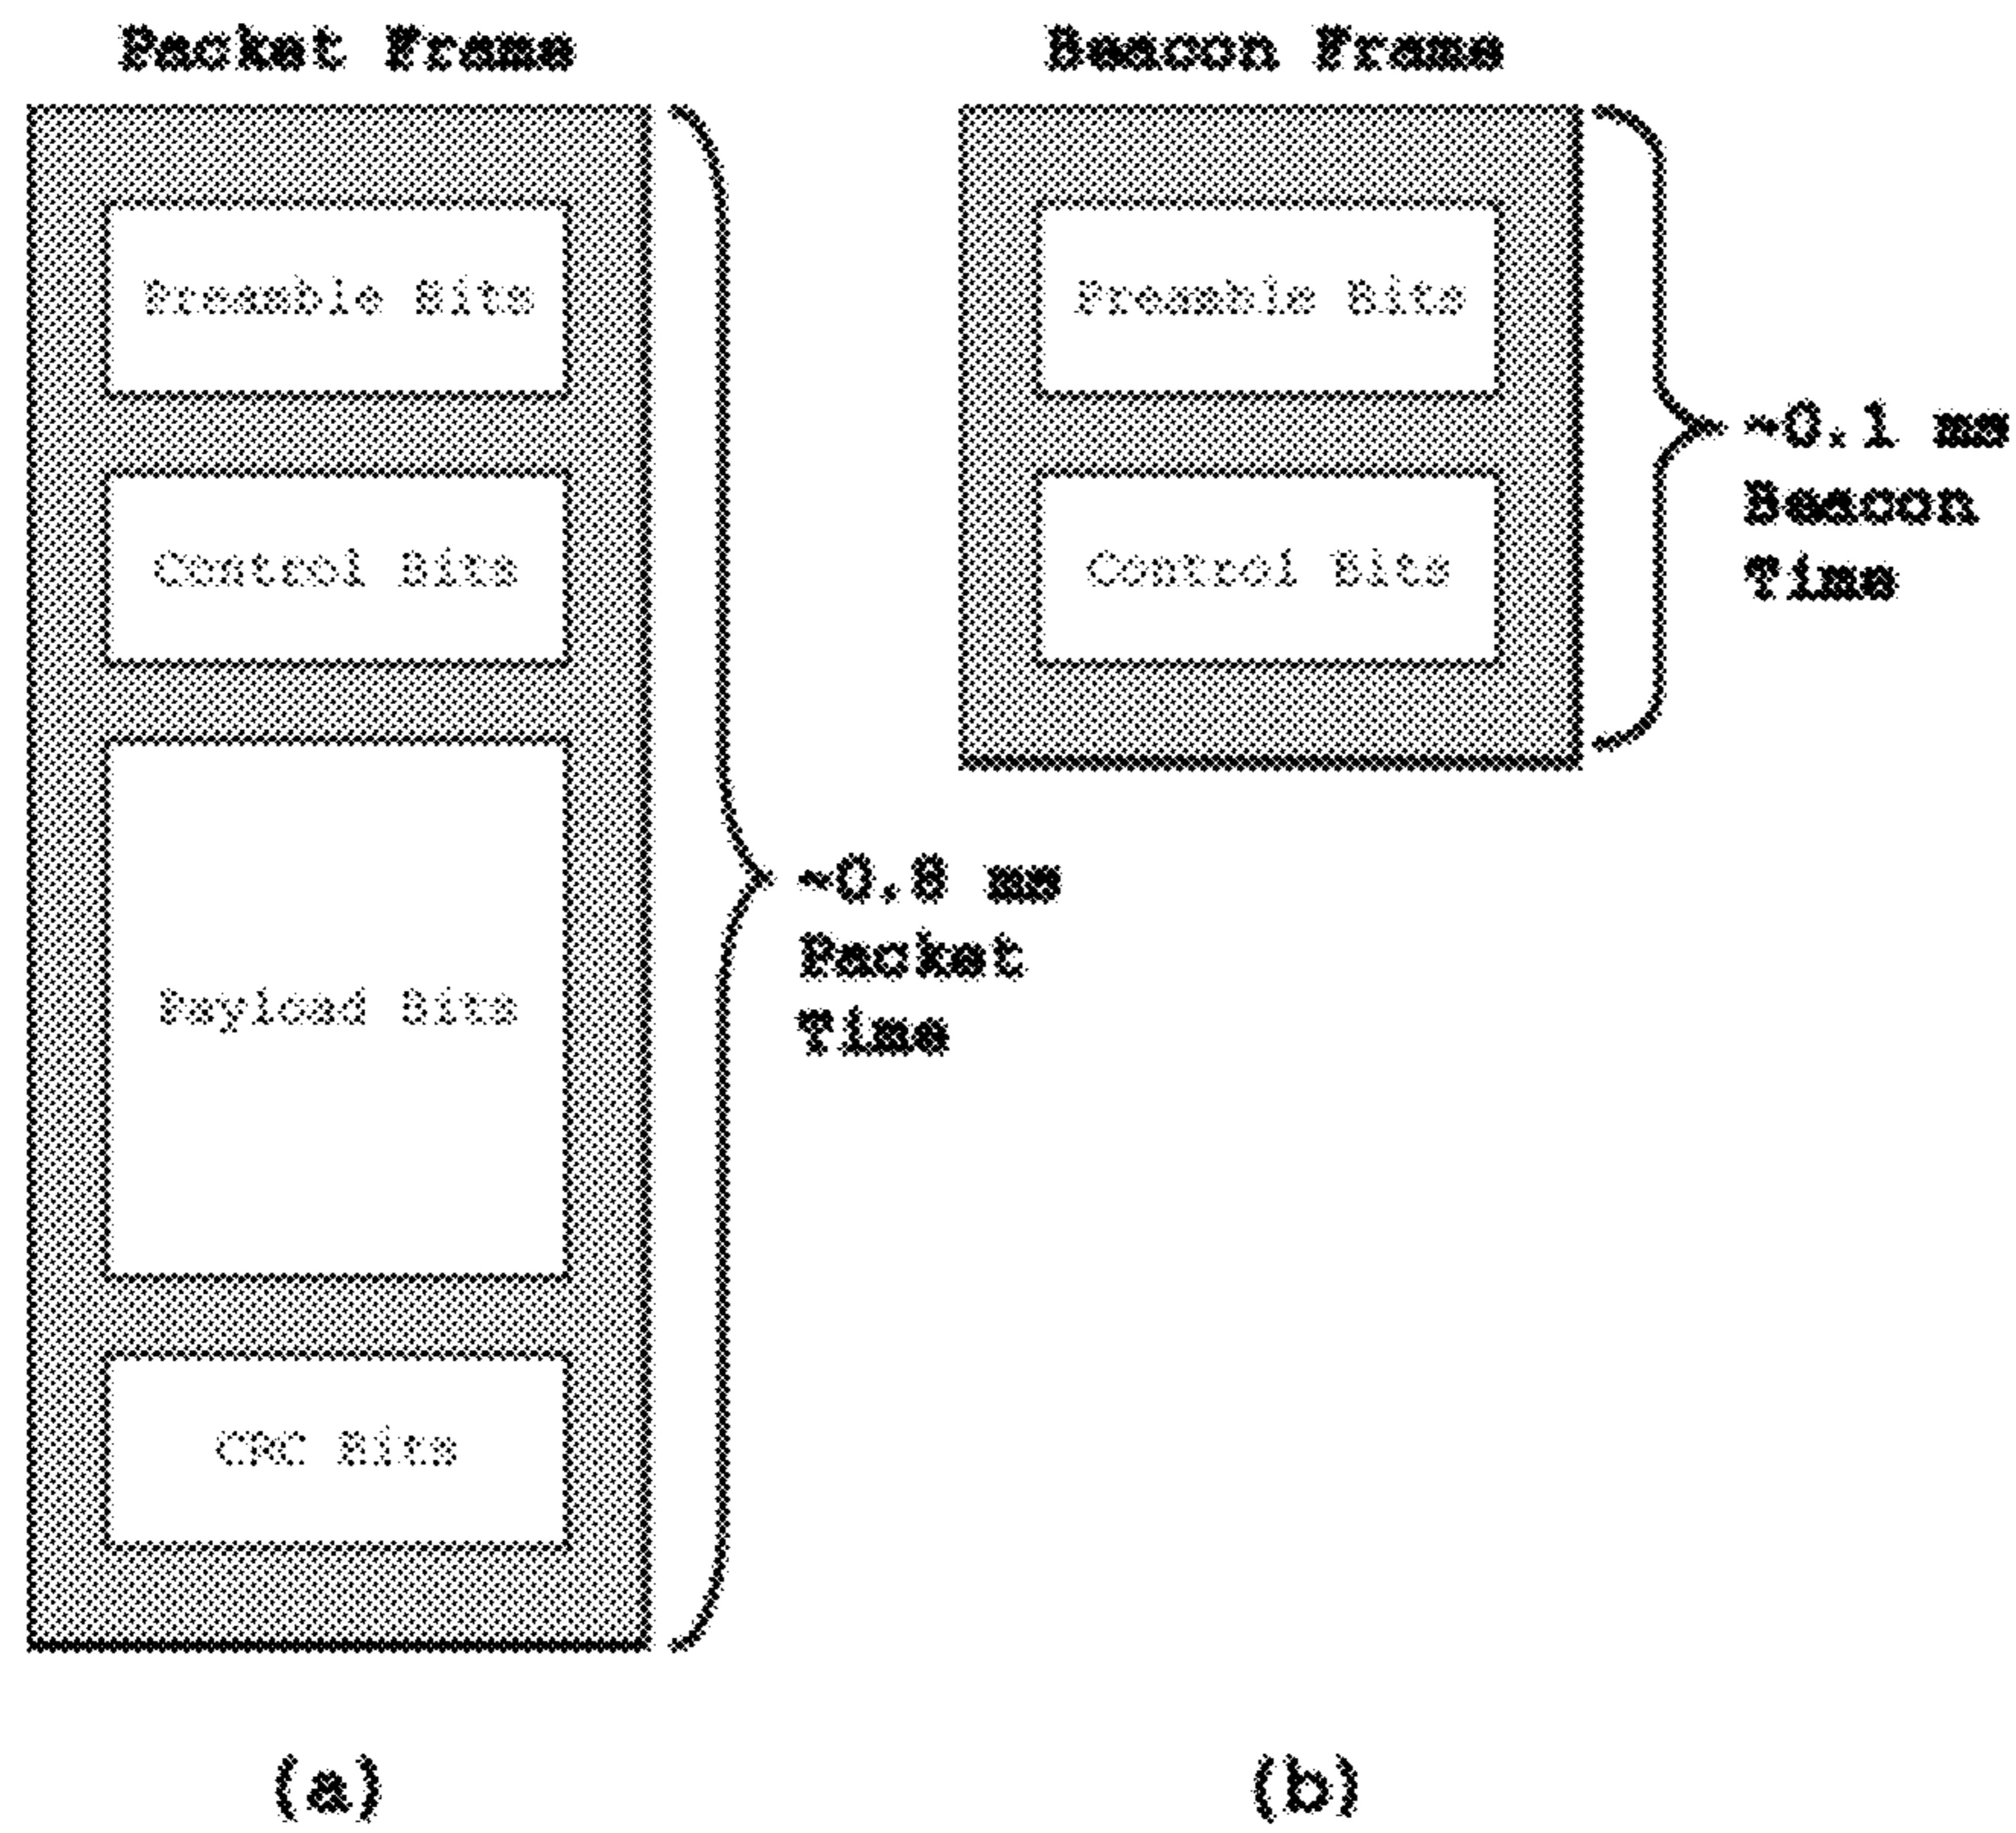 Packet Frame
Preamble Bits
Control Bits
Payload Bits
CRC Bits
~0.8 ms
Packet
Time
(a)
Beacon Frame
Preamble Bits
Control Bits
~0.1 ms
Beacon
Time
(b)